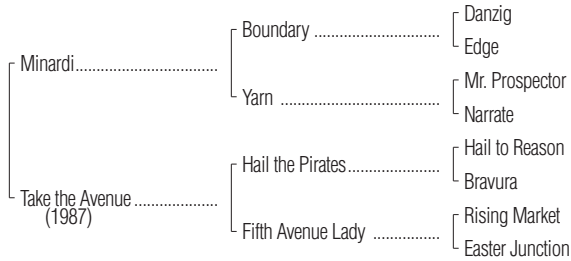 Danzig
Boundary ..............................
Edge
Minardi..................................
Mr. Prospector
Yarn ......................................
Narrate
Hail to Reason
Hail the Pirates......................
Bravura
Take the Avenue ....................
(1987)
Rising Market
Fifth Avenue Lady ................
Easter Junction